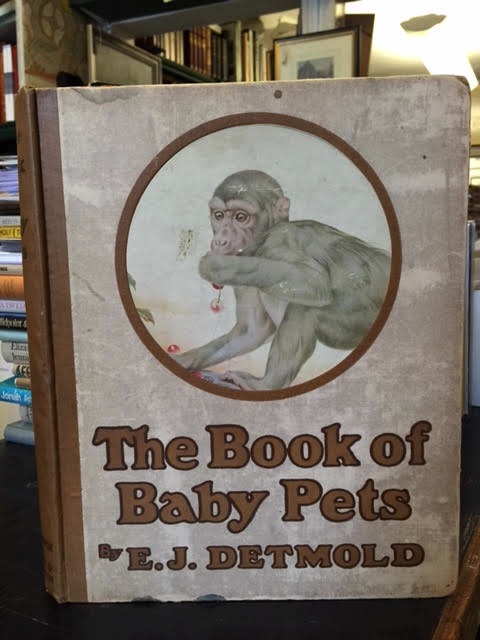 The Book of
Baby Pets
By E. J. DETMOLD